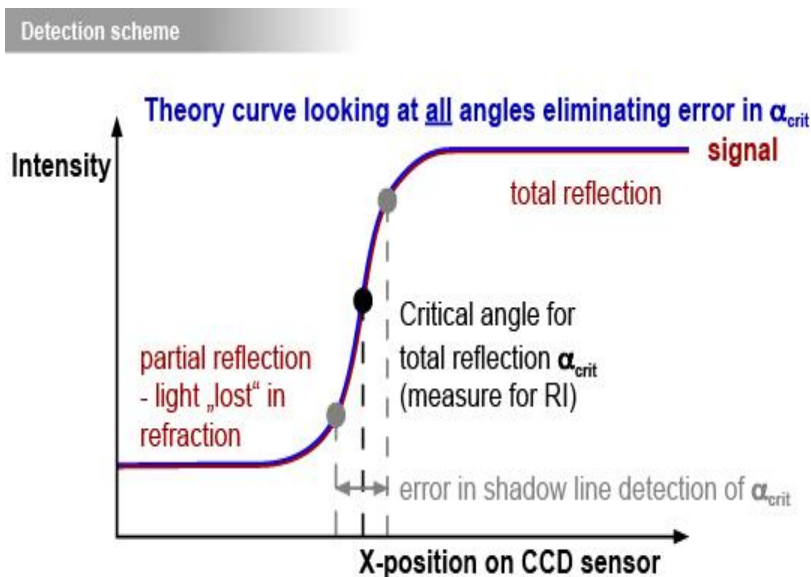 Detection scheme
Theory curve looking at all angles eliminating error in αcrit
Intensity
signal
total reflection
Critical angle for
total reflection αcrit
(measure for RI)
partial reflection
- light „lost“ in
refraction
error in shadow line detection of αcrit
X-position on CCD sensor